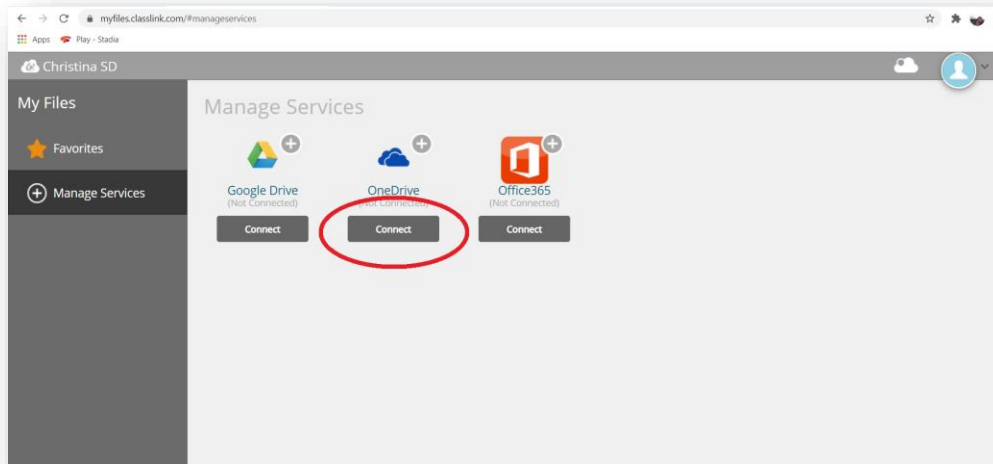 myfiles.classlink.com/#manageservices
Apps Play - Stadia
Christina SD
My Files
Favorites
Manage Services
Manage Services
Google Drive
(Not Connected)
Connect
OneDrive
(Not Connected)
Connect
Office365
(Not Connected)
Connect